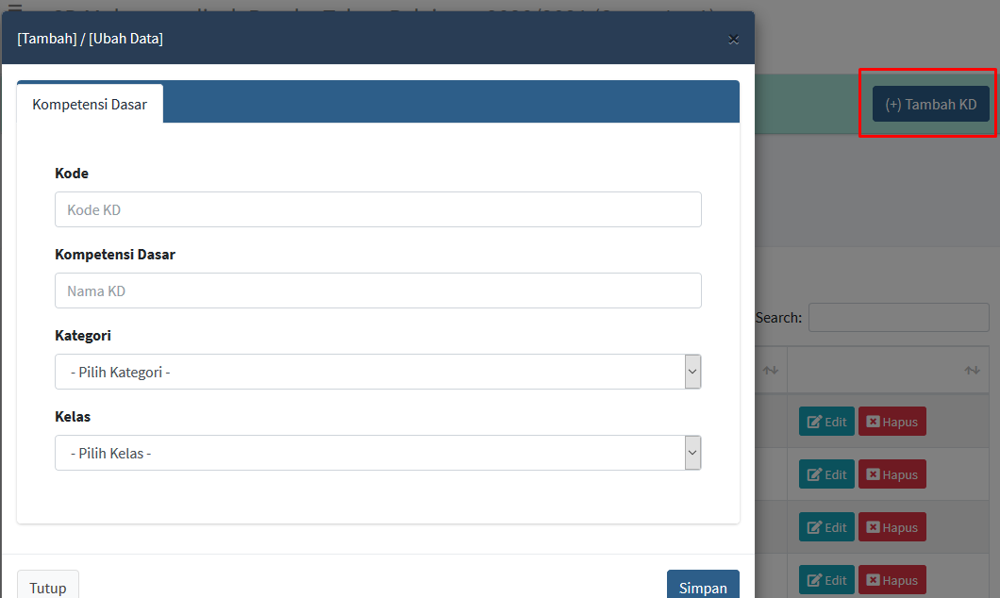 [Tambah] / [Ubah Data]
×
Kompetensi Dasar
(+) Tambah KD
Kode
Kode KD
Kompetensi Dasar
Nama KD
Search:
Kategori
- Pilih Kategori -
Kelas
- Pilih Kelas -
Edit Hapus
Edit Hapus
Edit Hapus
Edit Hapus
Tutup
Simpan